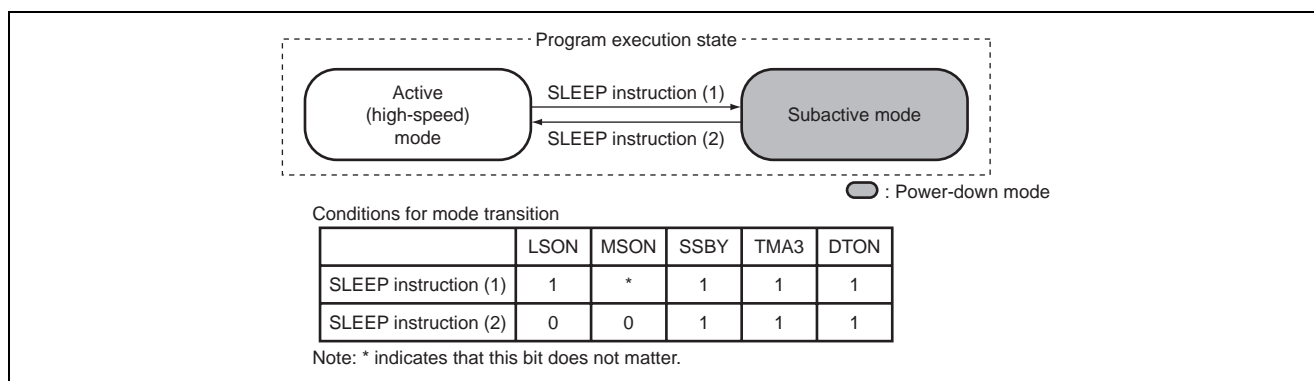 Program execution state
Active
(high-speed)
mode
SLEEP instruction (1)
SLEEP instruction (2)
Subactive mode
: Power-down mode
Conditions for mode transition
LSON MSON SSBY TMA3 DTON
SLEEP instruction (1) 1 * 1 1 1
SLEEP instruction (2) 0 0 1 1 1
Note: * indicates that this bit does not matter.